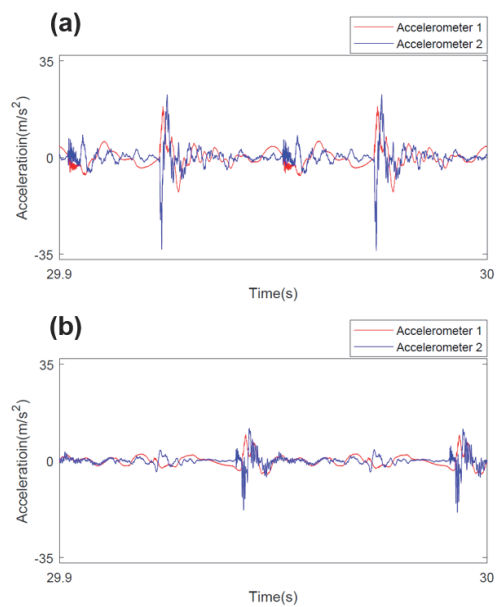 (a)
Accelerometer 1
Accelerometer 2
35
0
-35
Acceleratioin(m/s²)
29.9
30
Time(s)
(b)
Accelerometer 1
Accelerometer 2
35
0
-35
Acceleratioin(m/s²)
29.9
30
Time(s)